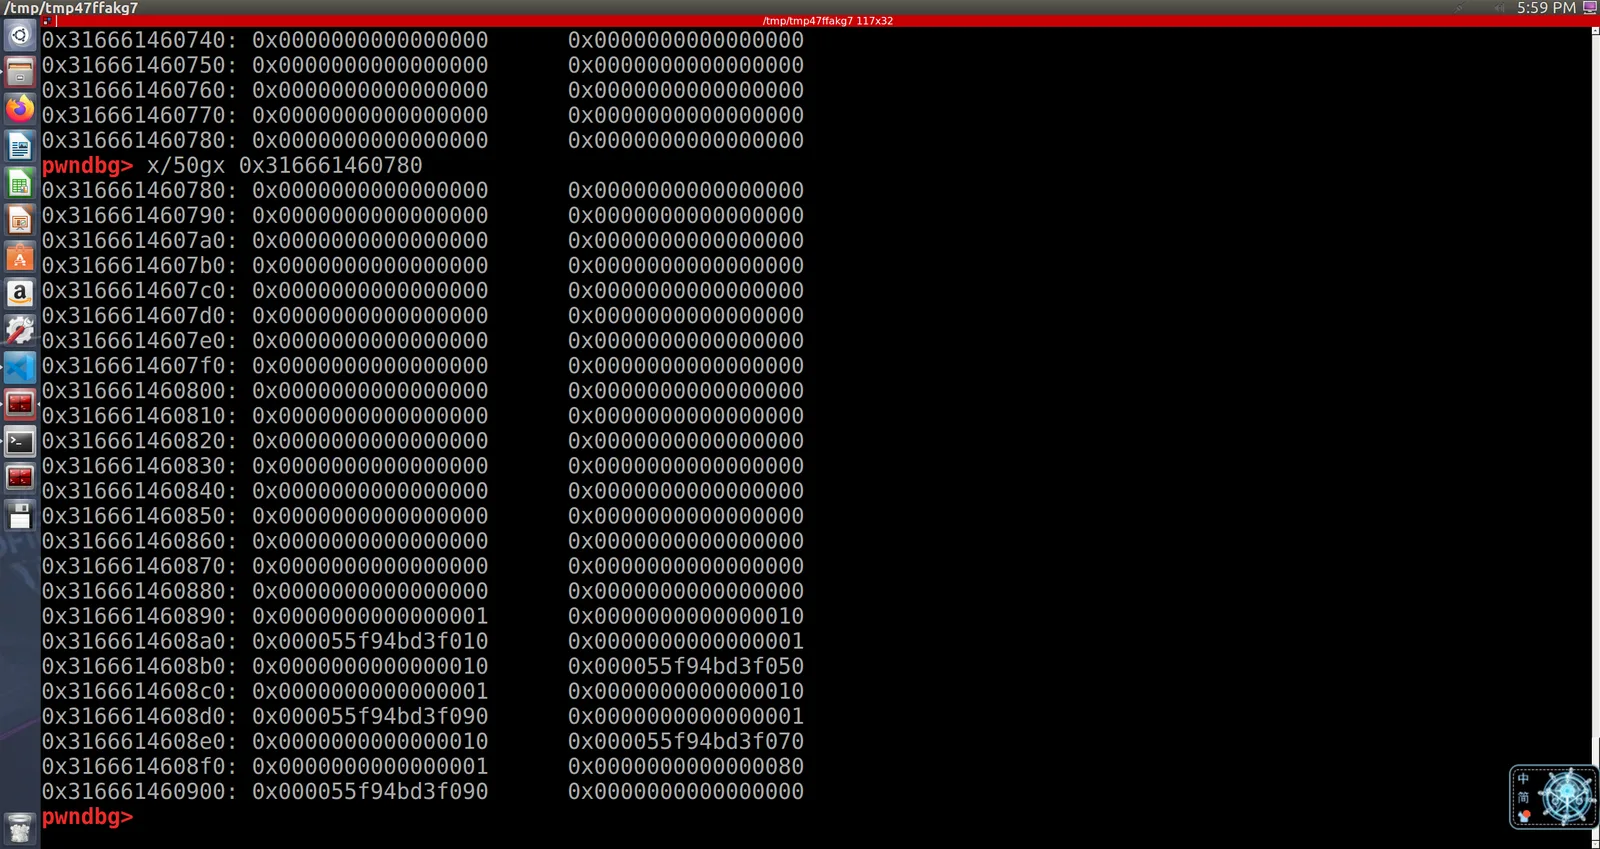 /tmp/tmp47ffakg7
5:59 PM
/tmp/tmp47ffakg7 117x32
0x316661460740: 0x0000000000000000 0x0000000000000000
0x316661460750: 0x0000000000000000 0x0000000000000000
0x316661460760: 0x0000000000000000 0x0000000000000000
0x316661460770: 0x0000000000000000 0x0000000000000000
0x316661460780: 0x0000000000000000 0x0000000000000000
pwndbg> x/50gx 0x316661460780
0x316661460780: 0x0000000000000000 0x0000000000000000
0x316661460790: 0x0000000000000000 0x0000000000000000
0x3166614607a0: 0x0000000000000000 0x0000000000000000
0x3166614607b0: 0x0000000000000000 0x0000000000000000
0x3166614607c0: 0x0000000000000000 0x0000000000000000
0x3166614607d0: 0x0000000000000000 0x0000000000000000
0x3166614607e0: 0x0000000000000000 0x0000000000000000
0x3166614607f0: 0x0000000000000000 0x0000000000000000
0x316661460800: 0x0000000000000000 0x0000000000000000
0x316661460810: 0x0000000000000000 0x0000000000000000
0x316661460820: 0x0000000000000000 0x0000000000000000
0x316661460830: 0x0000000000000000 0x0000000000000000
0x316661460840: 0x0000000000000000 0x0000000000000000
0x316661460850: 0x0000000000000000 0x0000000000000000
0x316661460860: 0x0000000000000000 0x0000000000000000
0x316661460870: 0x0000000000000000 0x0000000000000000
0x316661460880: 0x0000000000000000 0x0000000000000000
0x316661460890: 0x0000000000000001 0x0000000000000010
0x3166614608a0: 0x000055f94bd3f010 0x0000000000000001
0x3166614608b0: 0x0000000000000010 0x000055f94bd3f050
0x3166614608c0: 0x0000000000000001 0x0000000000000010
0x3166614608d0: 0x000055f94bd3f090 0x0000000000000001
0x3166614608e0: 0x0000000000000010 0x000055f94bd3f070
0x3166614608f0: 0x0000000000000001 0x0000000000000080
0x316661460900: 0x000055f94bd3f090 0x0000000000000000
pwndbg>
中
简